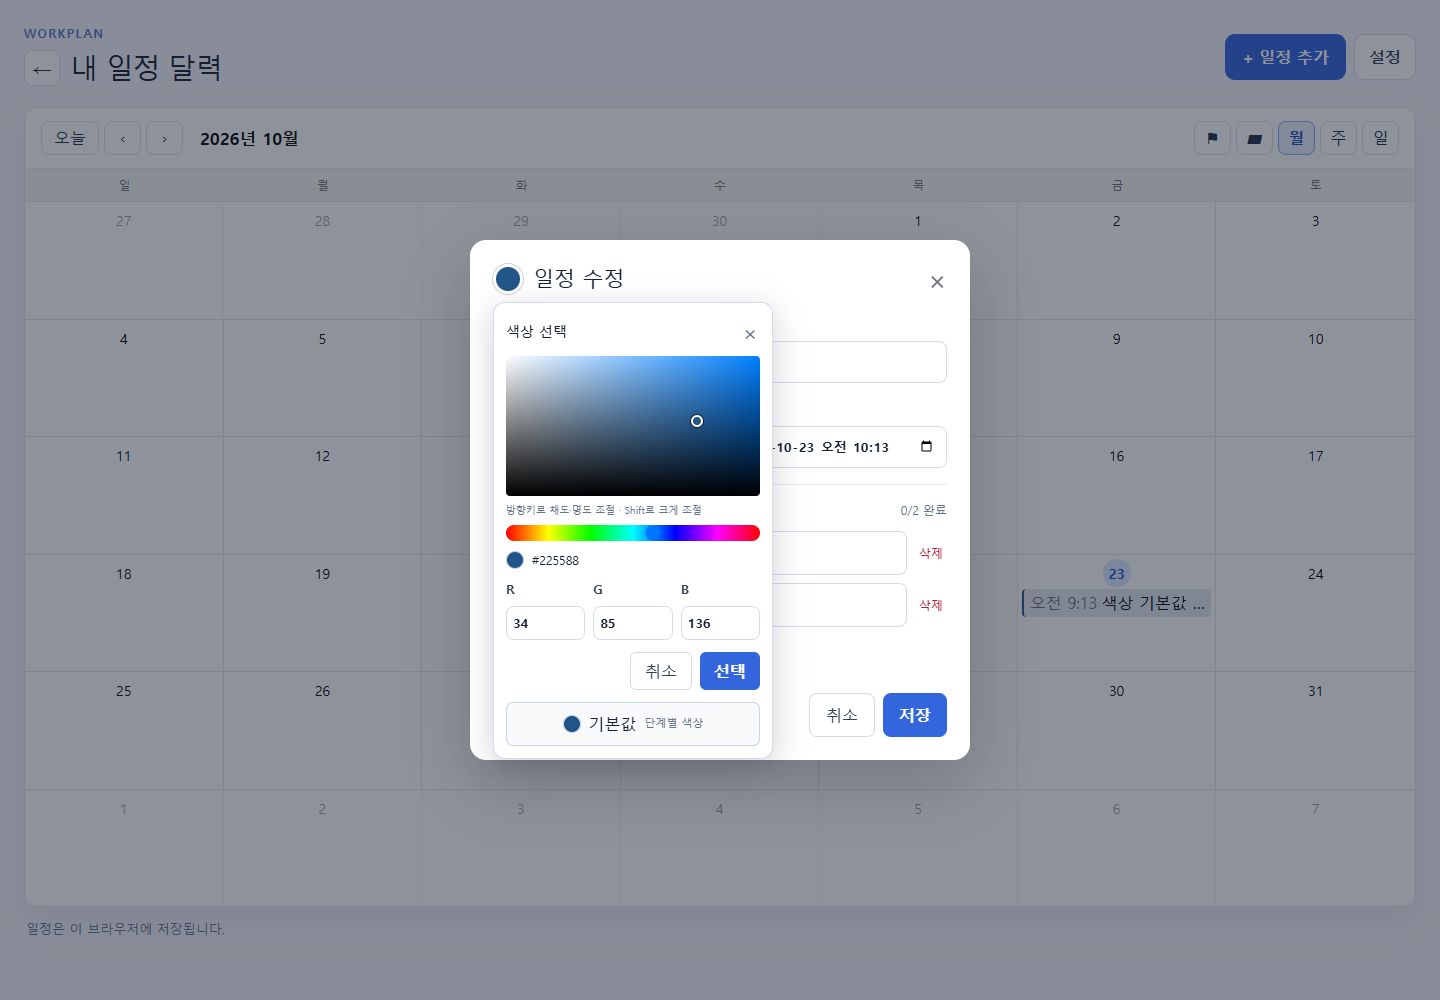 WORKPLAN
← 내 일정 달력
+ 일정 추가 설정
오늘 ‹ › 2026년 10월 월 주 일
일 월 화 수 목 금 토
27 28 29 30 1 2 3
4 5 9 10
11 12 16 17
18 19 23 24
오전 9:13 색상 기본값 ...
25 26 30 31
1 2 3 4 5 6 7
일정 수정 ×
-10-23 오전 10:13
0/2 완료
삭제
삭제
취소 저장
색상 선택 ×
방향키로 채도·명도 조절 · Shift로 크게 조절
#225588
R G B
34 85 136
취소 선택
기본값 단계별 색상
일정은 이 브라우저에 저장됩니다.